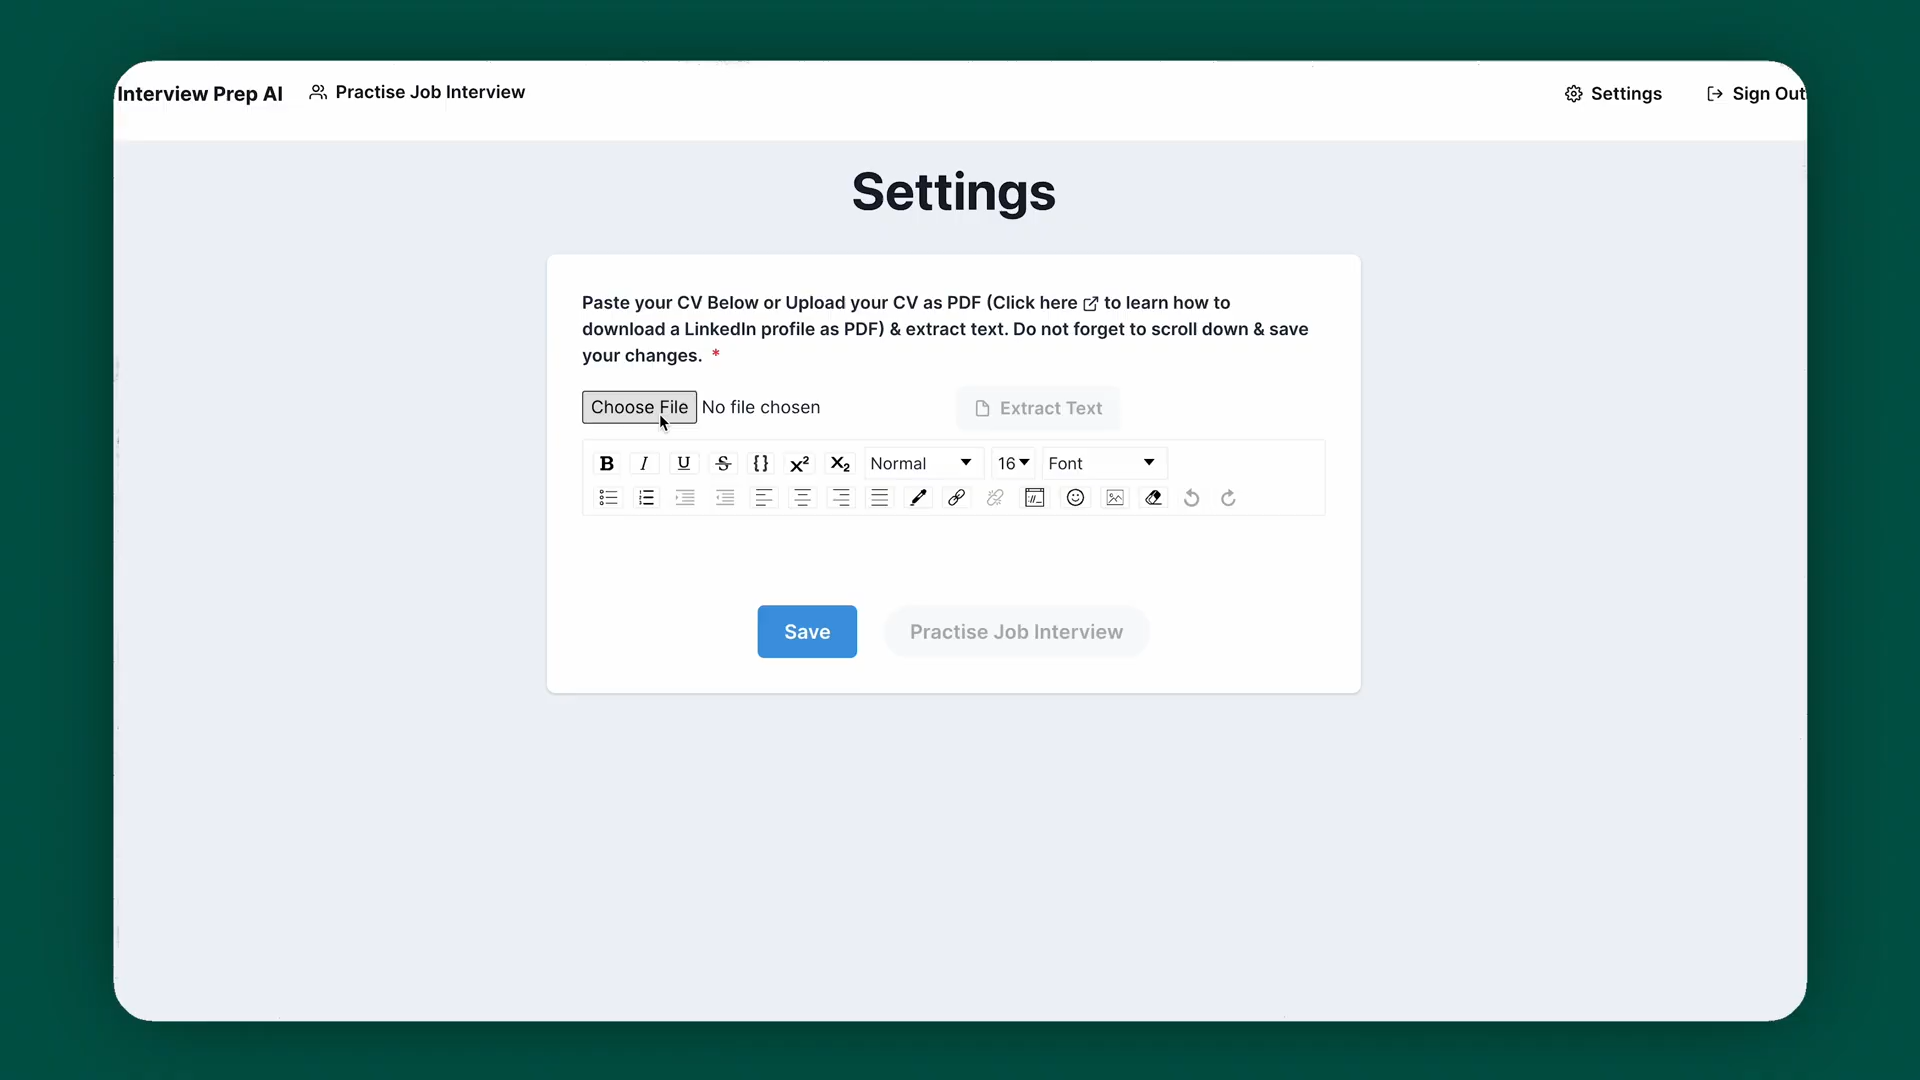 Interview Prep AI Practise Job Interview Settings Sign Out
Settings
Paste your CV Below or Upload your CV as PDF (Click here to learn how to
download a LinkedIn profile as PDF) & extract text. Do not forget to scroll down & save
your changes. *
Choose File No file chosen Extract Text
B I U S {} x² x₂ Normal 16 Font
Save Practise Job Interview